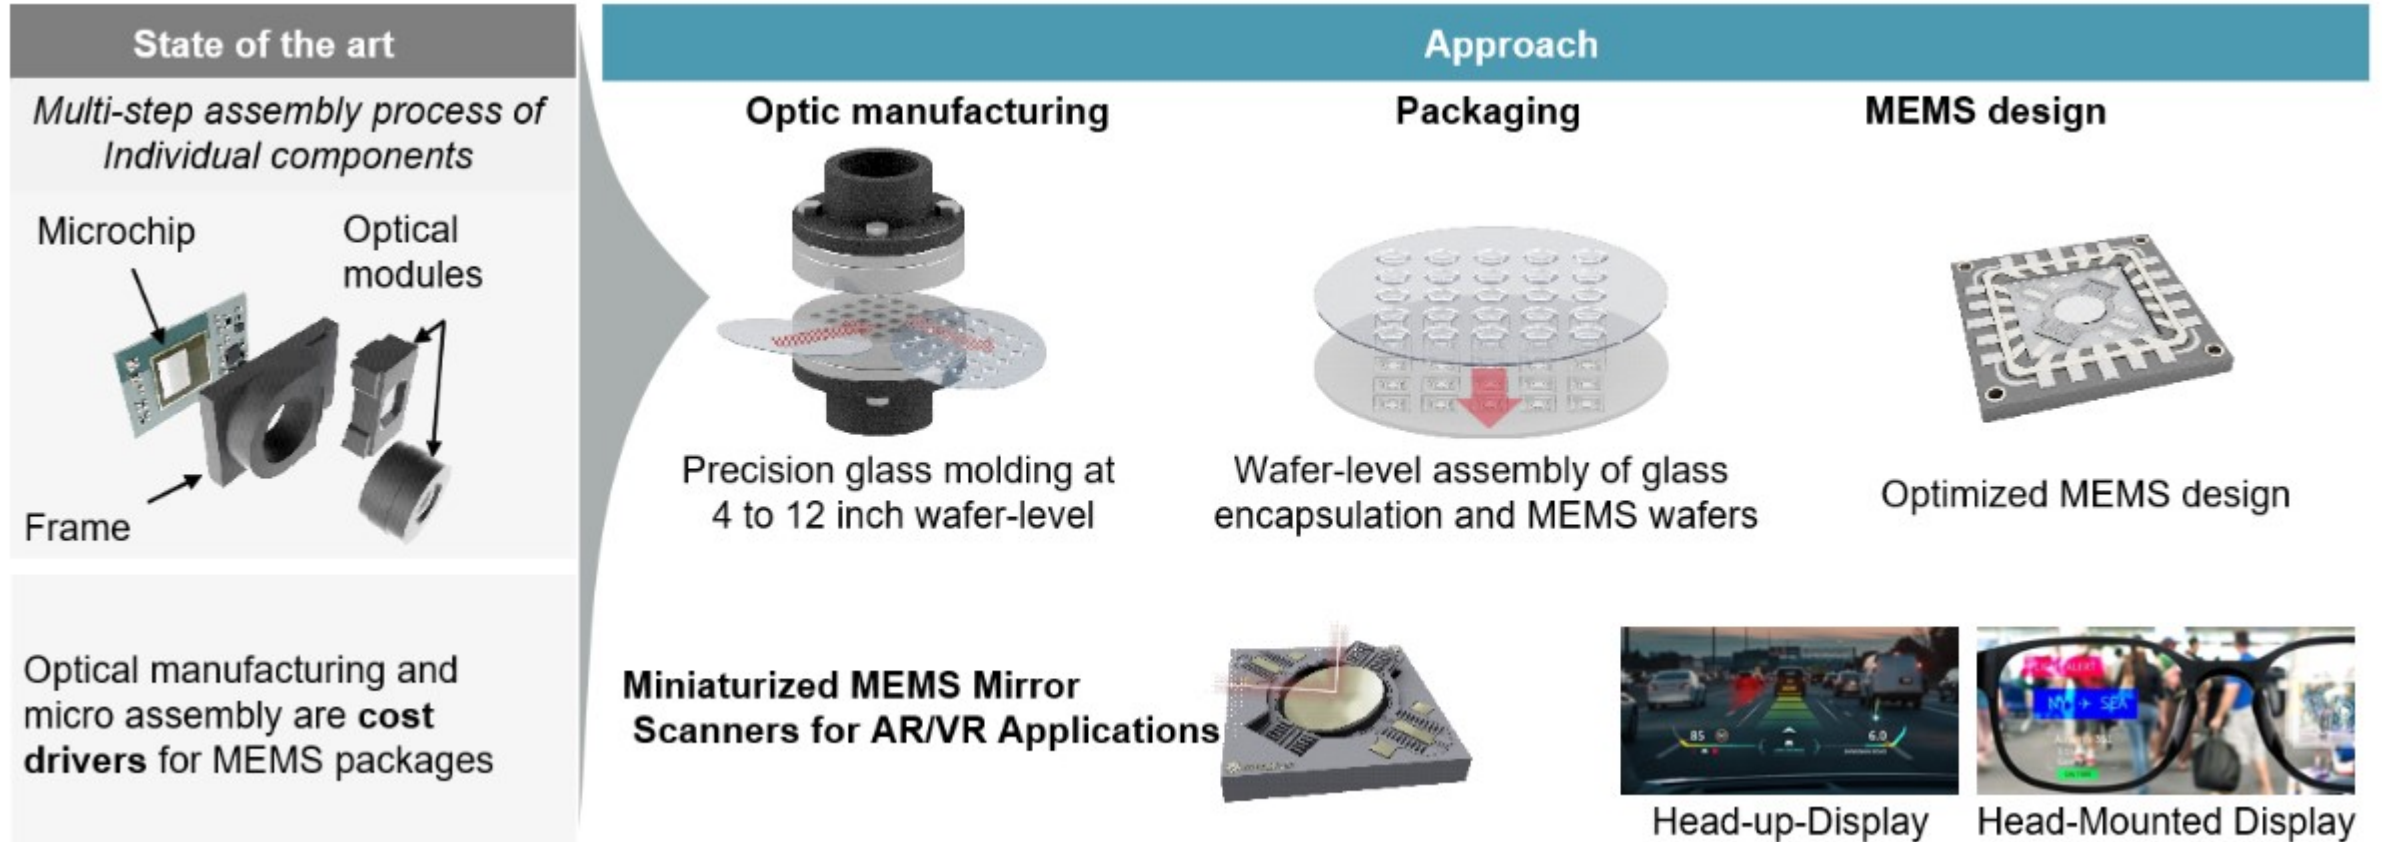 State of the art
Multi-step assembly process of
Individual components
Microchip
Optical
modules
Frame
Optical manufacturing and
micro assembly are cost
drivers for MEMS packages
Approach
Optic manufacturing
Packaging
MEMS design
Precision glass molding at
4 to 12 inch wafer-level
Wafer-level assembly of glass
encapsulation and MEMS wafers
Optimized MEMS design
Miniaturized MEMS Mirror
Scanners for AR/VR Applications
85
6.0
ALERT
NY ✈ SEA
Head-up-Display
Head-Mounted Display